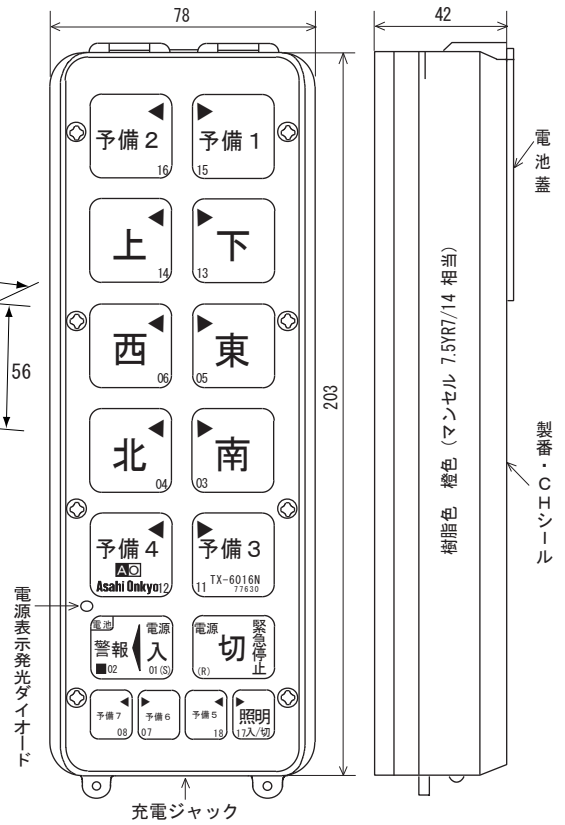 78
42
予備2
16
予備1
15
電池蓋
上
14
下
13
西
06
東
05
56
203
樹脂色 橙色 (マンセル 7.5YR7/14 相当)
北
04
南
03
製番・CHシール
予備4
AO
Asahi Onkyo
12
予備3
TX-6016N
11
77630
電源表示発光ダイオード
電池
警報
■02
電源
入
01(S)
電源
切
(R)
緊急停止
予備7
08
予備6
07
予備5
18
照明
17入/切
充電ジャック